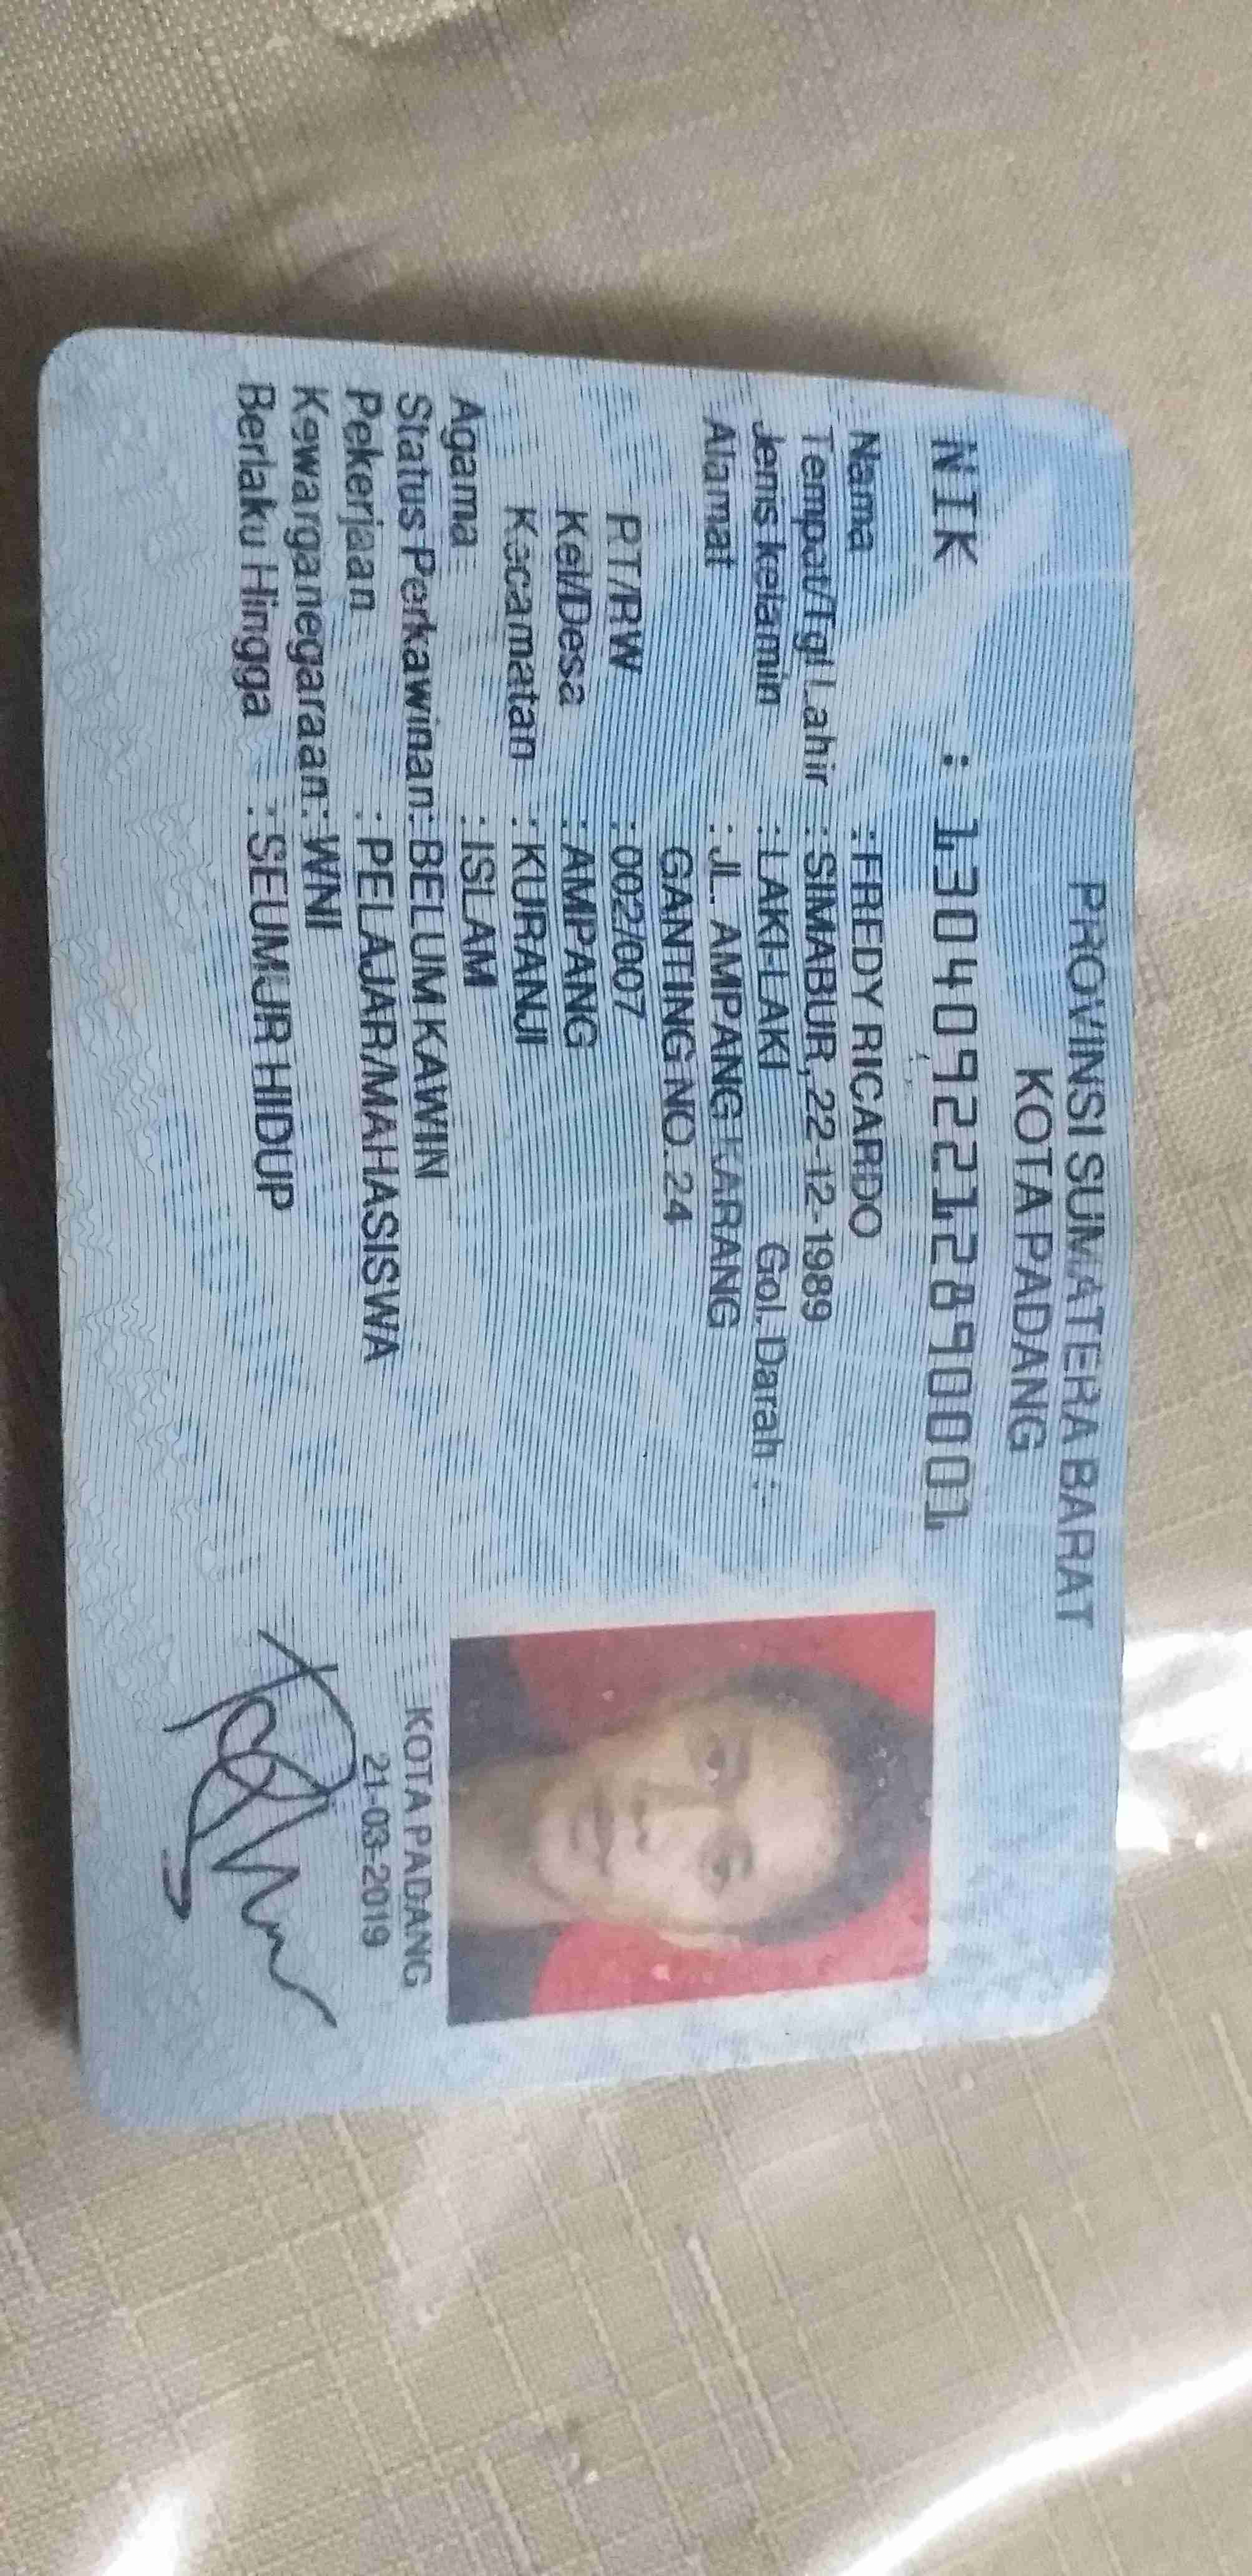 PROVINSI SUMATERA BARAT
KOTA PADANG
NIK : 1304092212890001
Nama : FREDY RICARDO
Tempat/Tgl Lahir : SIMABUR, 22-12-1989
Jenis kelamin : LAKI-LAKI Gol. Darah :
Alamat : JL. AMPANG KARANG
GANTING NO. 24
RT/RW : 002/007
Kel/Desa : AMPANG
Kecamatan : KURANJI
Agama : ISLAM
Status Perkawinan: BELUM KAWIN
Pekerjaan : PELAJAR/MAHASISWA
Kewarganegaraan: WNI
Berlaku Hingga : SEUMUR HIDUP
KOTA PADANG
21-03-2019